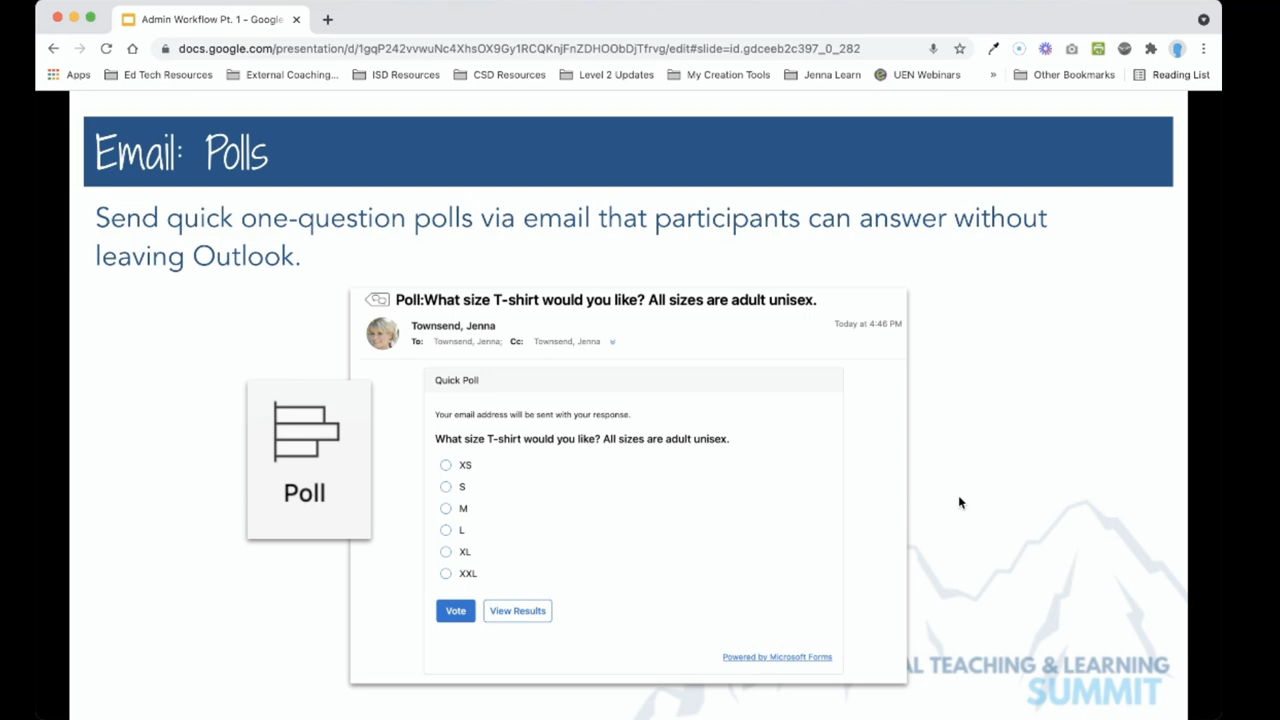 Admin Workflow Pt. 1 – Google
docs.google.com/presentation/d/1gqP242vvwuNc4XhsOX9Gy1RCQKnjFnZDHOObDjTfrvg/edit#slide=id.gdceeb2c397_0_282
Apps Ed Tech Resources External Coaching... ISD Resources CSD Resources Level 2 Updates My Creation Tools Jenna Learn UEN Webinars » Other Bookmarks Reading List
Email: Polls
Send quick one-question polls via email that participants can answer without
leaving Outlook.
Poll:What size T-shirt would you like? All sizes are adult unisex.
Townsend, Jenna
Today at 4:46 PM
To: Townsend, Jenna; Cc: Townsend, Jenna
Quick Poll
Your email address will be sent with your response.
What size T-shirt would you like? All sizes are adult unisex.
XS
S
M
L
XL
XXL
Vote View Results
Powered by Microsoft Forms
Poll
AL TEACHING & LEARNING
SUMMIT